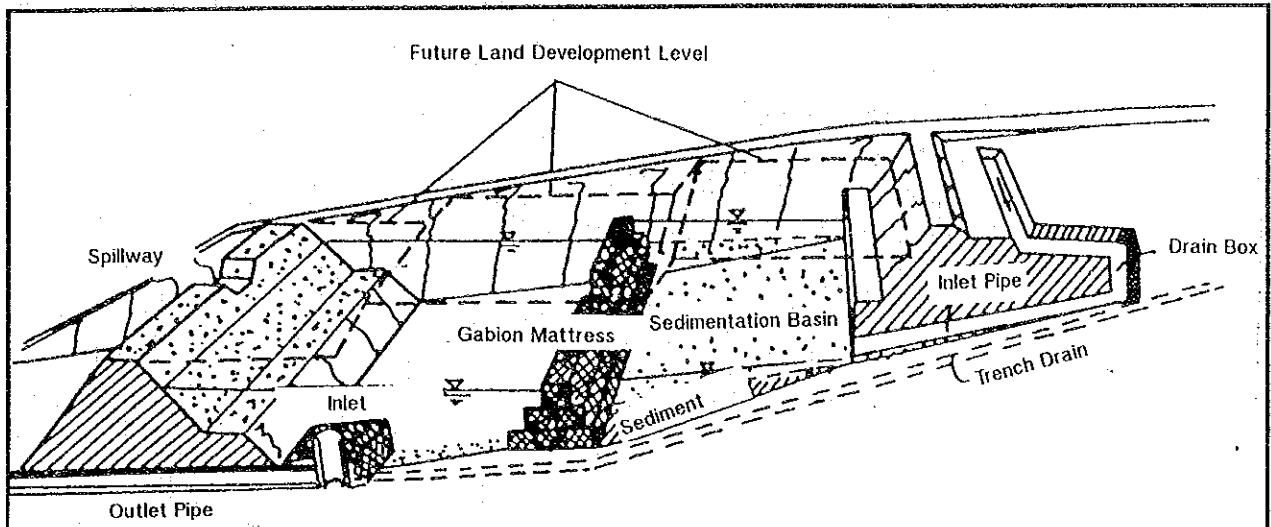 Future Land Development Level
Spillway
Drain Box
Inlet Pipe
Gabion Mattress
Sedimentation Basin
Trench Drain
Inlet
Sediment
Outlet Pipe